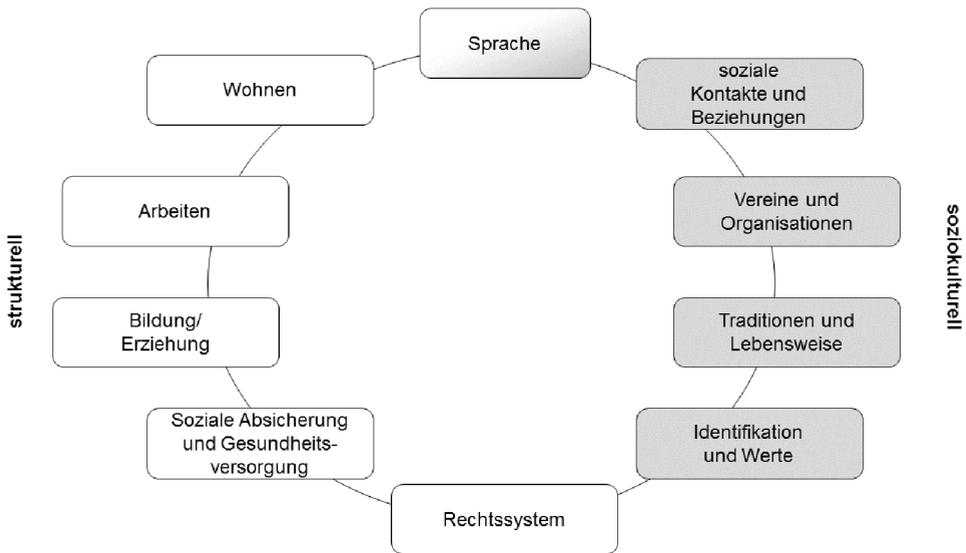 Sprache
Wohnen
soziale
Kontakte und
Beziehungen
Arbeiten
Vereine und
Organisationen
strukturell
soziokulturell
Bildung/
Erziehung
Traditionen und
Lebensweise
Soziale Absicherung
und Gesundheits-
versorgung
Identifikation
und Werte
Rechtssystem